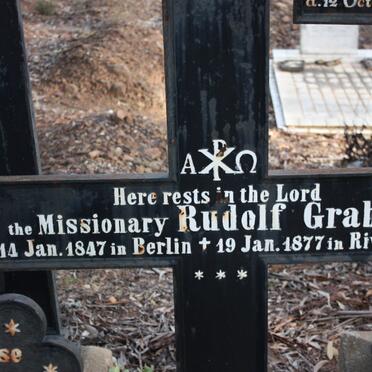 d. 12 Oct
A ☧ Ω
Here rests in the Lord
the Missionary Rudolf Grab
14 Jan. 1847 in Berlin + 19 Jan. 1877 in Riv
* * *